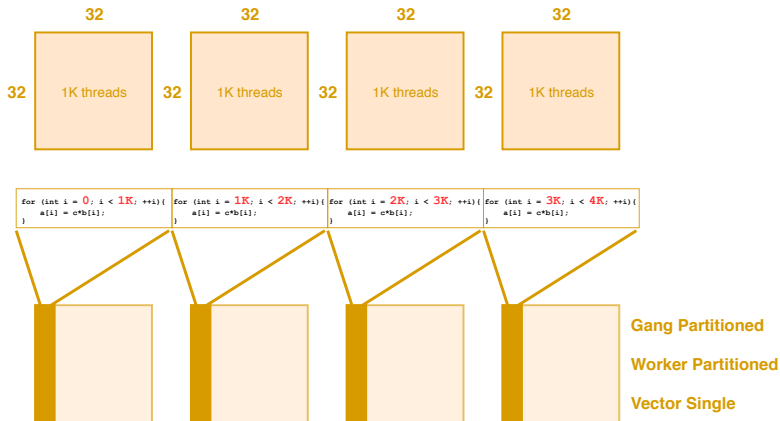 32 32 32 32
32 1K threads 32 1K threads 32 1K threads 32 1K threads
for (int i = 0; i < 1K; ++i){
a[i] = c*b[i];
}
for (int i = 1K; i < 2K; ++i){
a[i] = c*b[i];
}
for (int i = 2K; i < 3K; ++i){
a[i] = c*b[i];
}
for (int i = 3K; i < 4K; ++i){
a[i] = c*b[i];
}
Gang Partitioned
Worker Partitioned
Vector Single